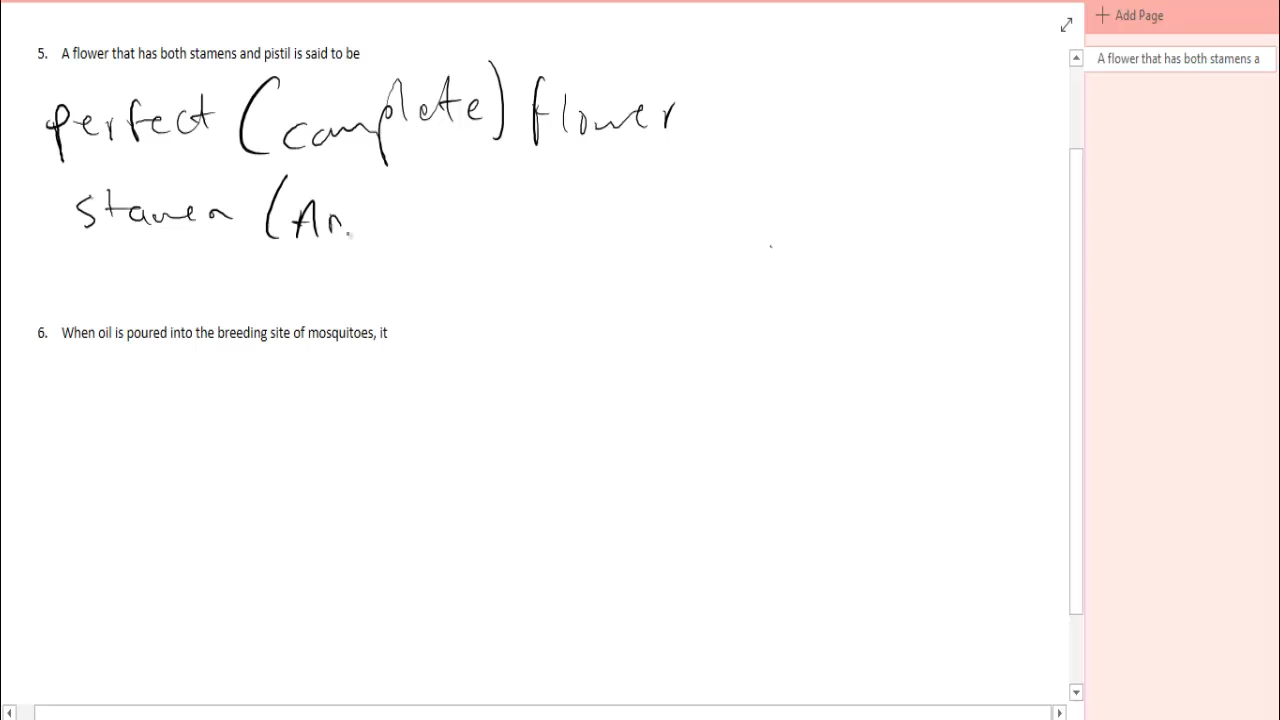 Add Page
5. A flower that has both stamens and pistil is said to be
A flower that has both stamens a
perfect (complete) flower
stamen (An
6. When oil is poured into the breeding site of mosquitoes, it